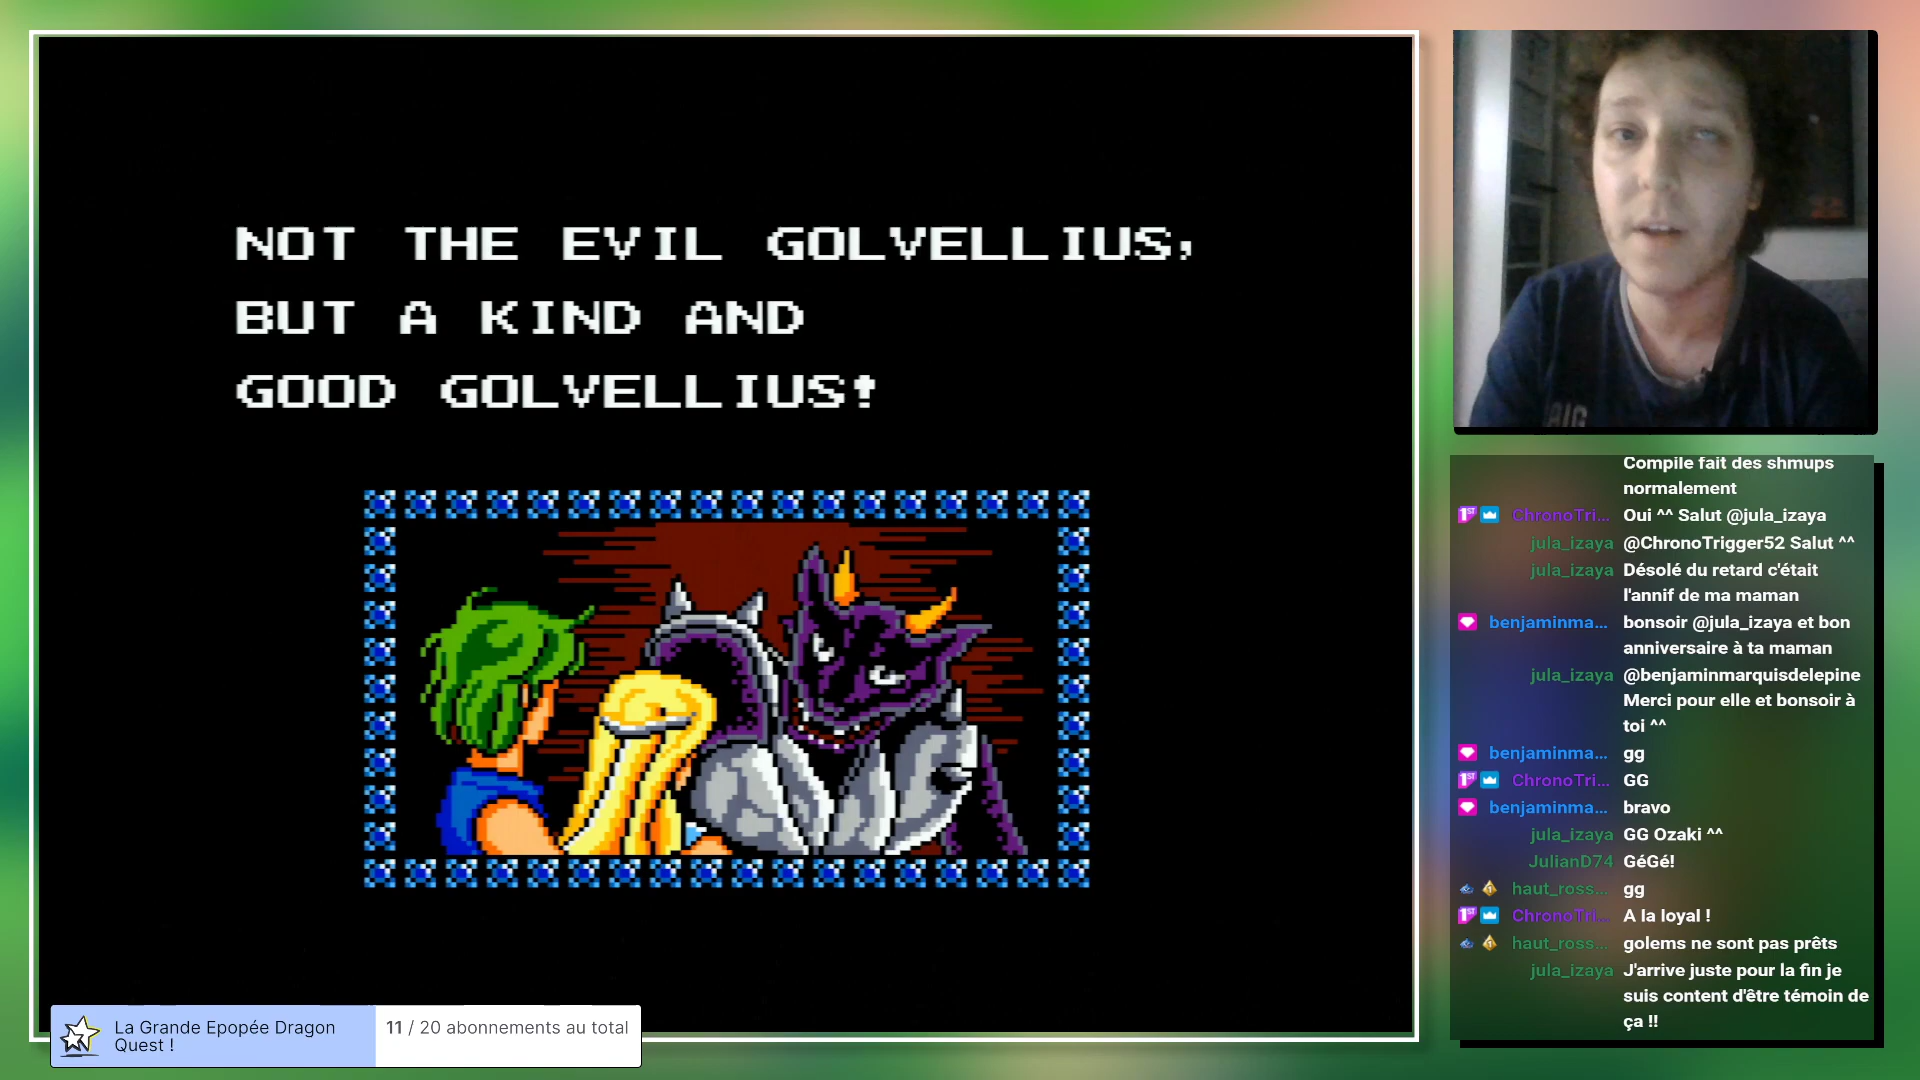 NOT THE EVIL GOLVELLIUS,
BUT A KIND AND
GOOD GOLVELLIUS!
La Grande Epopée Dragon
Quest !
11 / 20 abonnements au total
Compile fait des shmups
normalement
ChronoTri... Oui ^^ Salut @jula_izaya
jula_izaya @ChronoTrigger52 Salut ^^
jula_izaya Désolé du retard c'était
l'annif de ma maman
benjaminma... bonsoir @jula_izaya et bon
anniversaire à ta maman
jula_izaya @benjaminmarquisdelepine
Merci pour elle et bonsoir à
toi ^^
benjaminma... gg
ChronoTri... GG
benjaminma... bravo
jula_izaya GG Ozaki ^^
JulianD74 GéGé!
haut_ross... gg
ChronoTri... A la loyal !
haut_ross... golems ne sont pas prêts
jula_izaya J'arrive juste pour la fin je
suis content d'être témoin de
ça !!